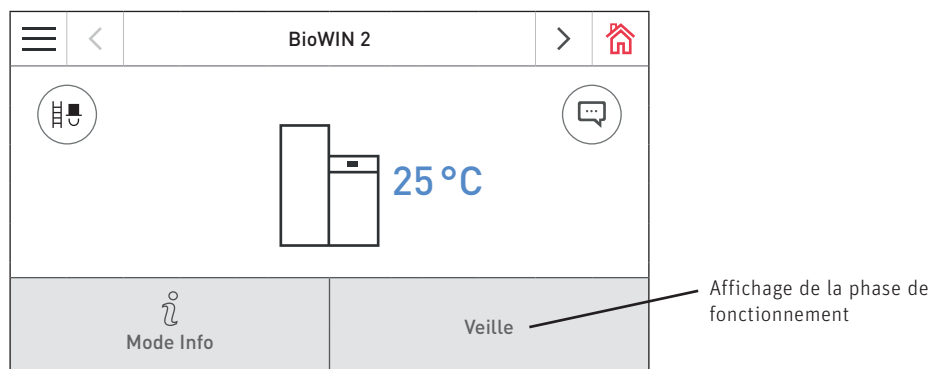 BioWIN 2
25 °C
Mode Info
Veille
Affichage de la phase de
fonctionnement